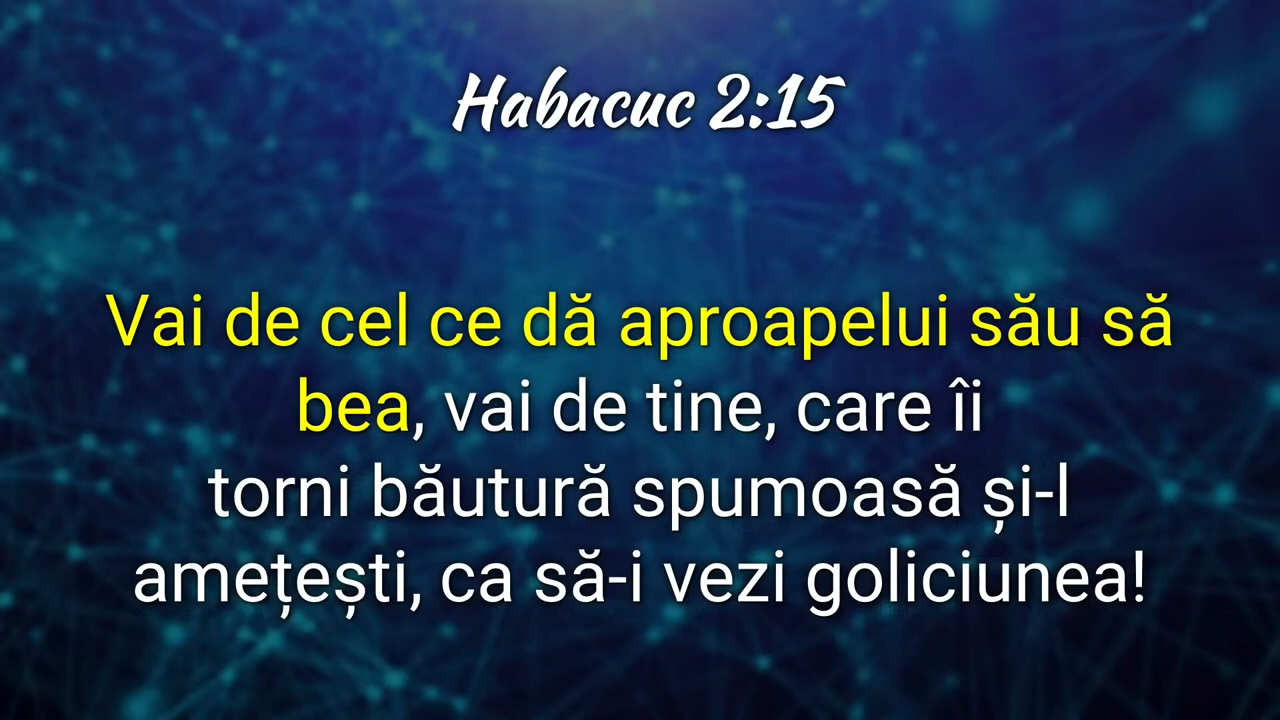 Habacuc 2:15
Vai de cel ce dă aproapelui său să
bea, vai de tine, care îi
torni băutură spumoasă și-l
amețești, ca să-i vezi goliciunea!